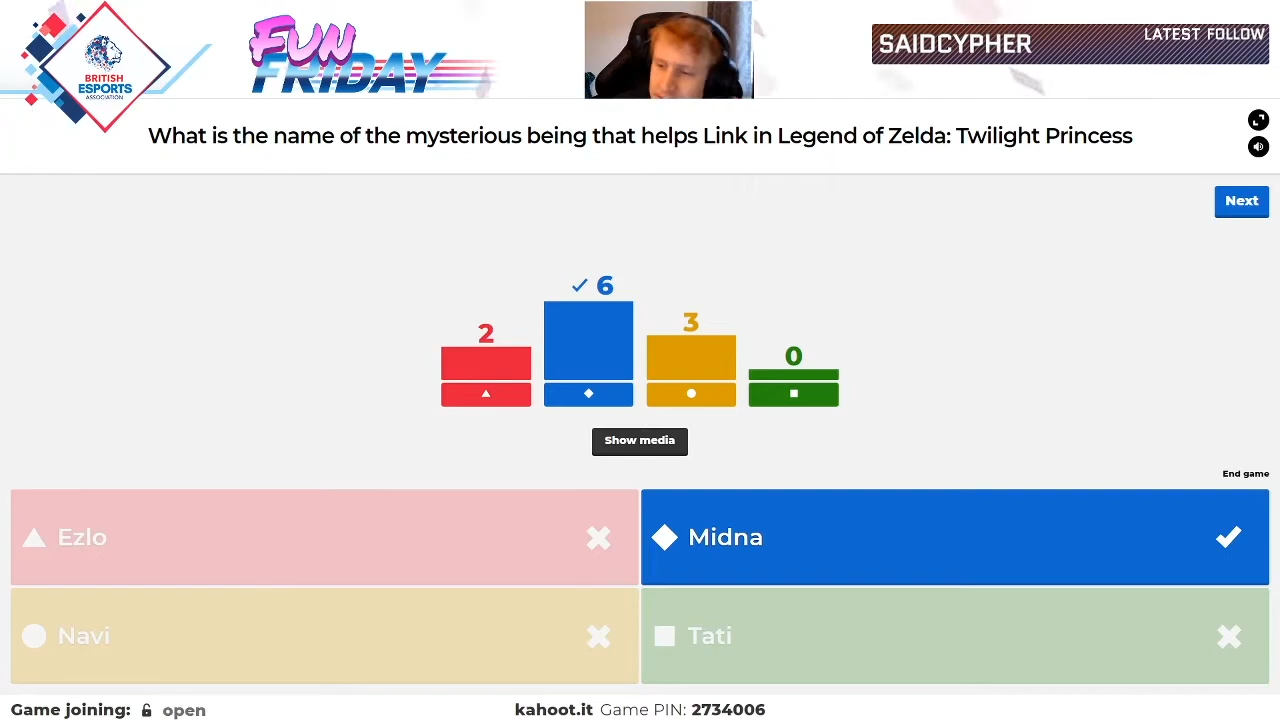 BRITISH
ESPORTS
ASSOCIATION
FUN
FRIDAY
SAIDCYPHER
LATEST FOLLOW
What is the name of the mysterious being that helps Link in Legend of Zelda: Twilight Princess
Next
2
6
3
0
Show media
End game
Ezlo
Midna
Navi
Tati
Game joining: open
kahoot.it Game PIN: 2734006